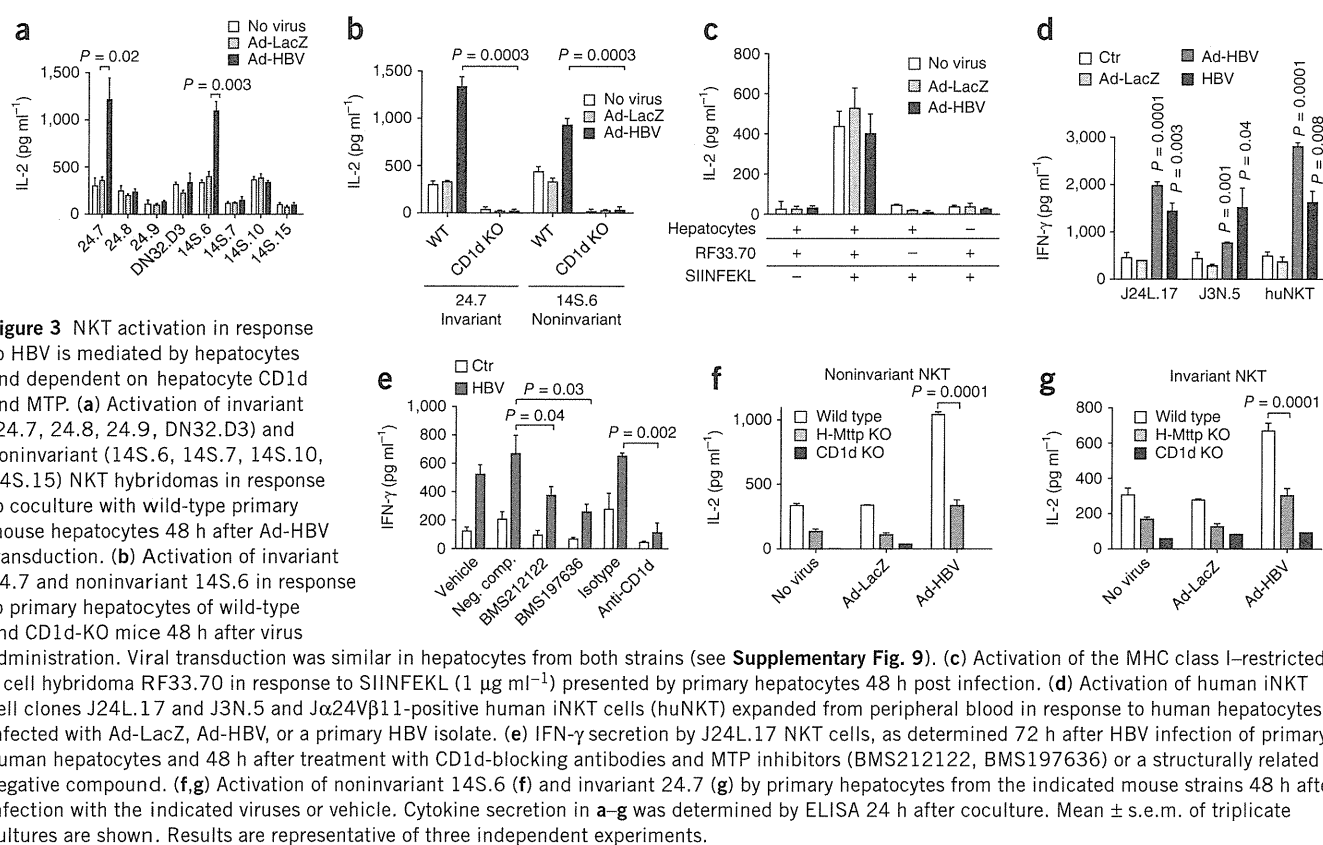 a
No virus
Ad-LacZ
Ad-HBV
P = 0.02
P = 0.003
1,500
1,000
500
0
IL-2 (pg ml−1)
24.7
24.8
24.9
DN32.D3
14S.6
14S.7
14S.10
14S.15
b
P = 0.0003
P = 0.0003
1,500
1,000
500
0
IL-2 (pg ml−1)
No virus
Ad-LacZ
Ad-HBV
WT
CD1d KO
WT
CD1d KO
24.7
Invariant
14S.6
Noninvariant
c
800
600
400
200
0
IL-2 (pg ml−1)
No virus
Ad-LacZ
Ad-HBV
Hepatocytes + + + −
RF33.70 + + − +
SIINFEKL − + + +
d
Ctr
Ad-LacZ
Ad-HBV
HBV
3,000
2,000
1,000
0
IFN-γ (pg ml−1)
P = 0.0001
P = 0.003
P = 0.001
P = 0.04
P = 0.0001
P = 0.008
J24L.17
J3N.5
huNKT
igure 3 NKT activation in response
o HBV is mediated by hepatocytes
nd dependent on hepatocyte CD1d
nd MTP. (a) Activation of invariant
24.7, 24.8, 24.9, DN32.D3) and
oninvariant (14S.6, 14S.7, 14S.10,
4S.15) NKT hybridomas in response
o coculture with wild-type primary
mouse hepatocytes 48 h after Ad-HBV
ransduction. (b) Activation of invariant
4.7 and noninvariant 14S.6 in response
o primary hepatocytes of wild-type
nd CD1d-KO mice 48 h after virus
e
Ctr
HBV
P = 0.03
P = 0.04
P = 0.002
1,000
800
600
400
200
0
IFN-γ (pg ml−1)
Vehicle
Neg. comp.
BMS212122
BMS197636
Isotype
Anti-CD1d
f
Noninvariant NKT
P = 0.0001
Wild type
H-Mttp KO
CD1d KO
1,000
500
0
IL-2 (pg ml−1)
No virus
Ad-LacZ
Ad-HBV
g
Invariant NKT
P = 0.0001
Wild type
H-Mttp KO
CD1d KO
800
600
400
200
0
IL-2 (pg ml−1)
No virus
Ad-LacZ
Ad-HBV
dministration. Viral transduction was similar in hepatocytes from both strains (see Supplementary Fig. 9). (c) Activation of the MHC class I–restricted
cell hybridoma RF33.70 in response to SIINFEKL (1 μg ml−1) presented by primary hepatocytes 48 h post infection. (d) Activation of human iNKT
ell clones J24L.17 and J3N.5 and Jα24Vβ11-positive human iNKT cells (huNKT) expanded from peripheral blood in response to human hepatocytes
nfected with Ad-LacZ, Ad-HBV, or a primary HBV isolate. (e) IFN-γ secretion by J24L.17 NKT cells, as determined 72 h after HBV infection of primary
uman hepatocytes and 48 h after treatment with CD1d-blocking antibodies and MTP inhibitors (BMS212122, BMS197636) or a structurally related
egative compound. (f,g) Activation of noninvariant 14S.6 (f) and invariant 24.7 (g) by primary hepatocytes from the indicated mouse strains 48 h afte
nfection with the indicated viruses or vehicle. Cytokine secretion in a–g was determined by ELISA 24 h after coculture. Mean ± s.e.m. of triplicate
ultures are shown. Results are representative of three independent experiments.